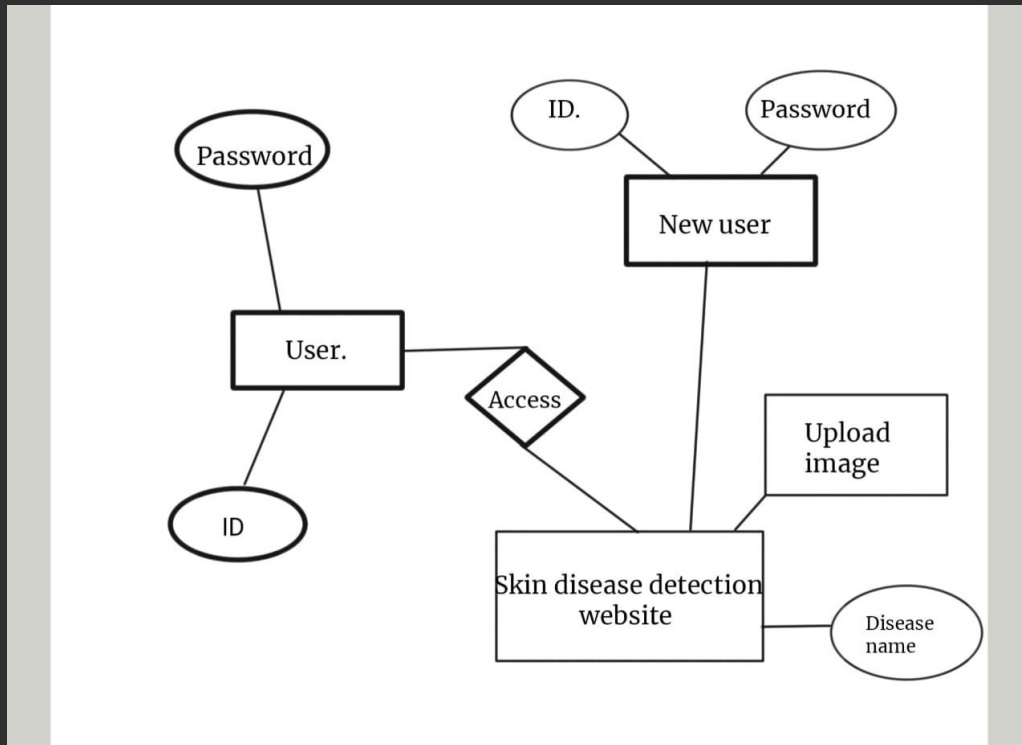 ID.
Password
Password
New user
User.
Access
Upload
image
ID
Skin disease detection
website
Disease
name